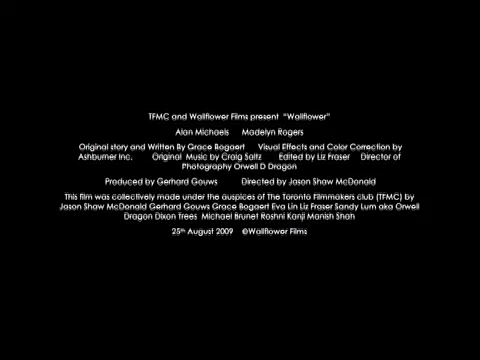 TFMC and Wallflower Films present "Wallflower"
Alan Michaels Madelyn Rogers
Original story and Written By Grace Bogaert Visual Effects and Color Correction by
Ashburner Inc. Original Music by Craig Saltz Edited by Liz Fraser Director of
Photography Orwell D Dragon
Produced by Gerhard Gouws Directed by Jason Shaw McDonald
This film was collectively made under the auspices of The Toronto Filmmakers club (TFMC) by
Jason Shaw McDonald Gerhard Gouws Grace Bogaert Eva Lin Liz Fraser Sandy Lum aka Orwell
Dragon Dixon Trees Michael Brunet Roshni Kanji Manish Shah
25th August 2009 ©Wallflower Films